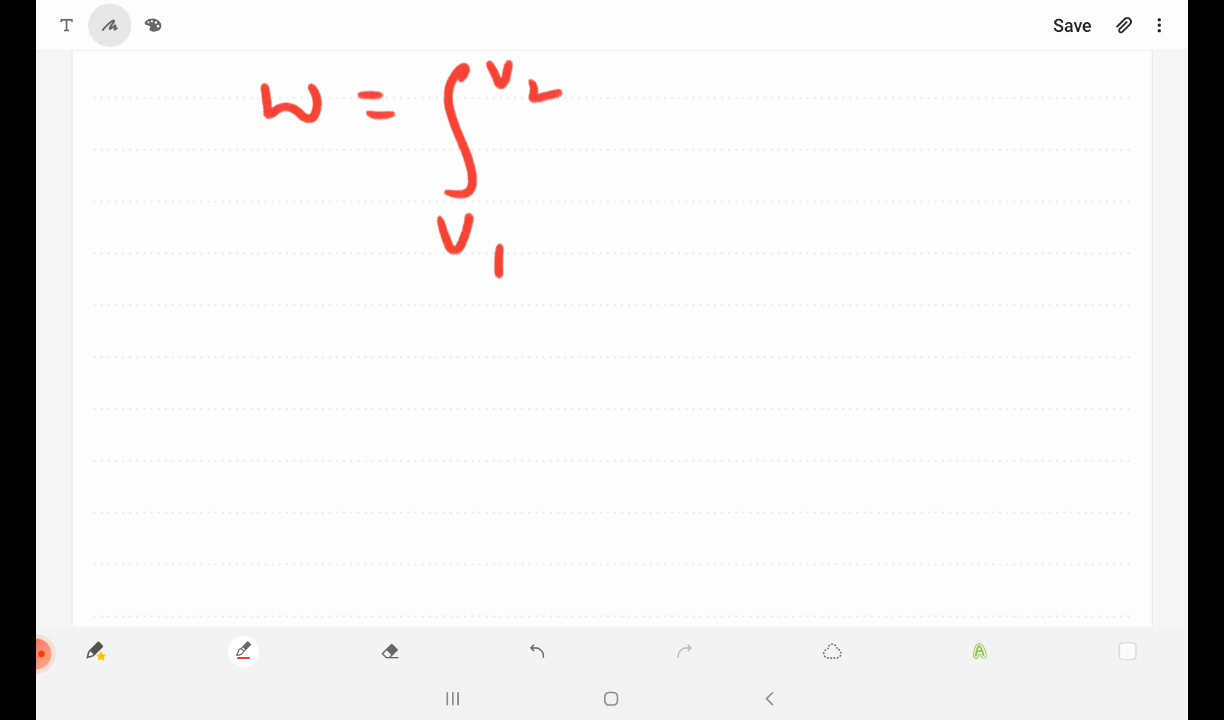 T Save
W = ∫ V2
V1
A